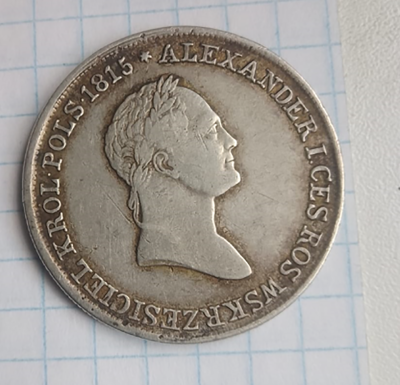 ALEXANDER I.CES.ROS.WSKRZESICIEL KROL.POLS.1815 *